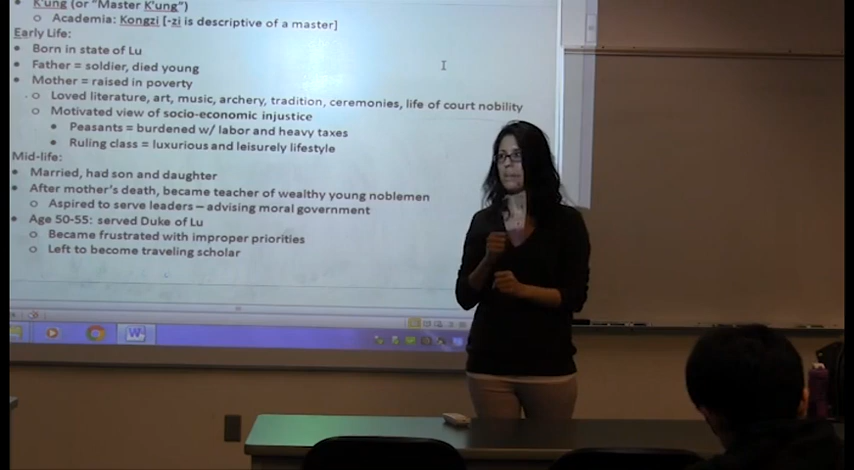 • K'ung (or "Master K'ung")
o Academia: Kongzi [-zi is descriptive of a master]
Early Life:
• Born in state of Lu
• Father = soldier, died young
• Mother = raised in poverty
o Loved literature, art, music, archery, tradition, ceremonies, life of court nobility
o Motivated view of socio-economic injustice
• Peasants = burdened w/ labor and heavy taxes
• Ruling class = luxurious and leisurely lifestyle
Mid-life:
• Married, had son and daughter
• After mother's death, became teacher of wealthy young noblemen
o Aspired to serve leaders – advising moral government
• Age 50-55: served Duke of Lu
o Became frustrated with improper priorities
o Left to become traveling scholar